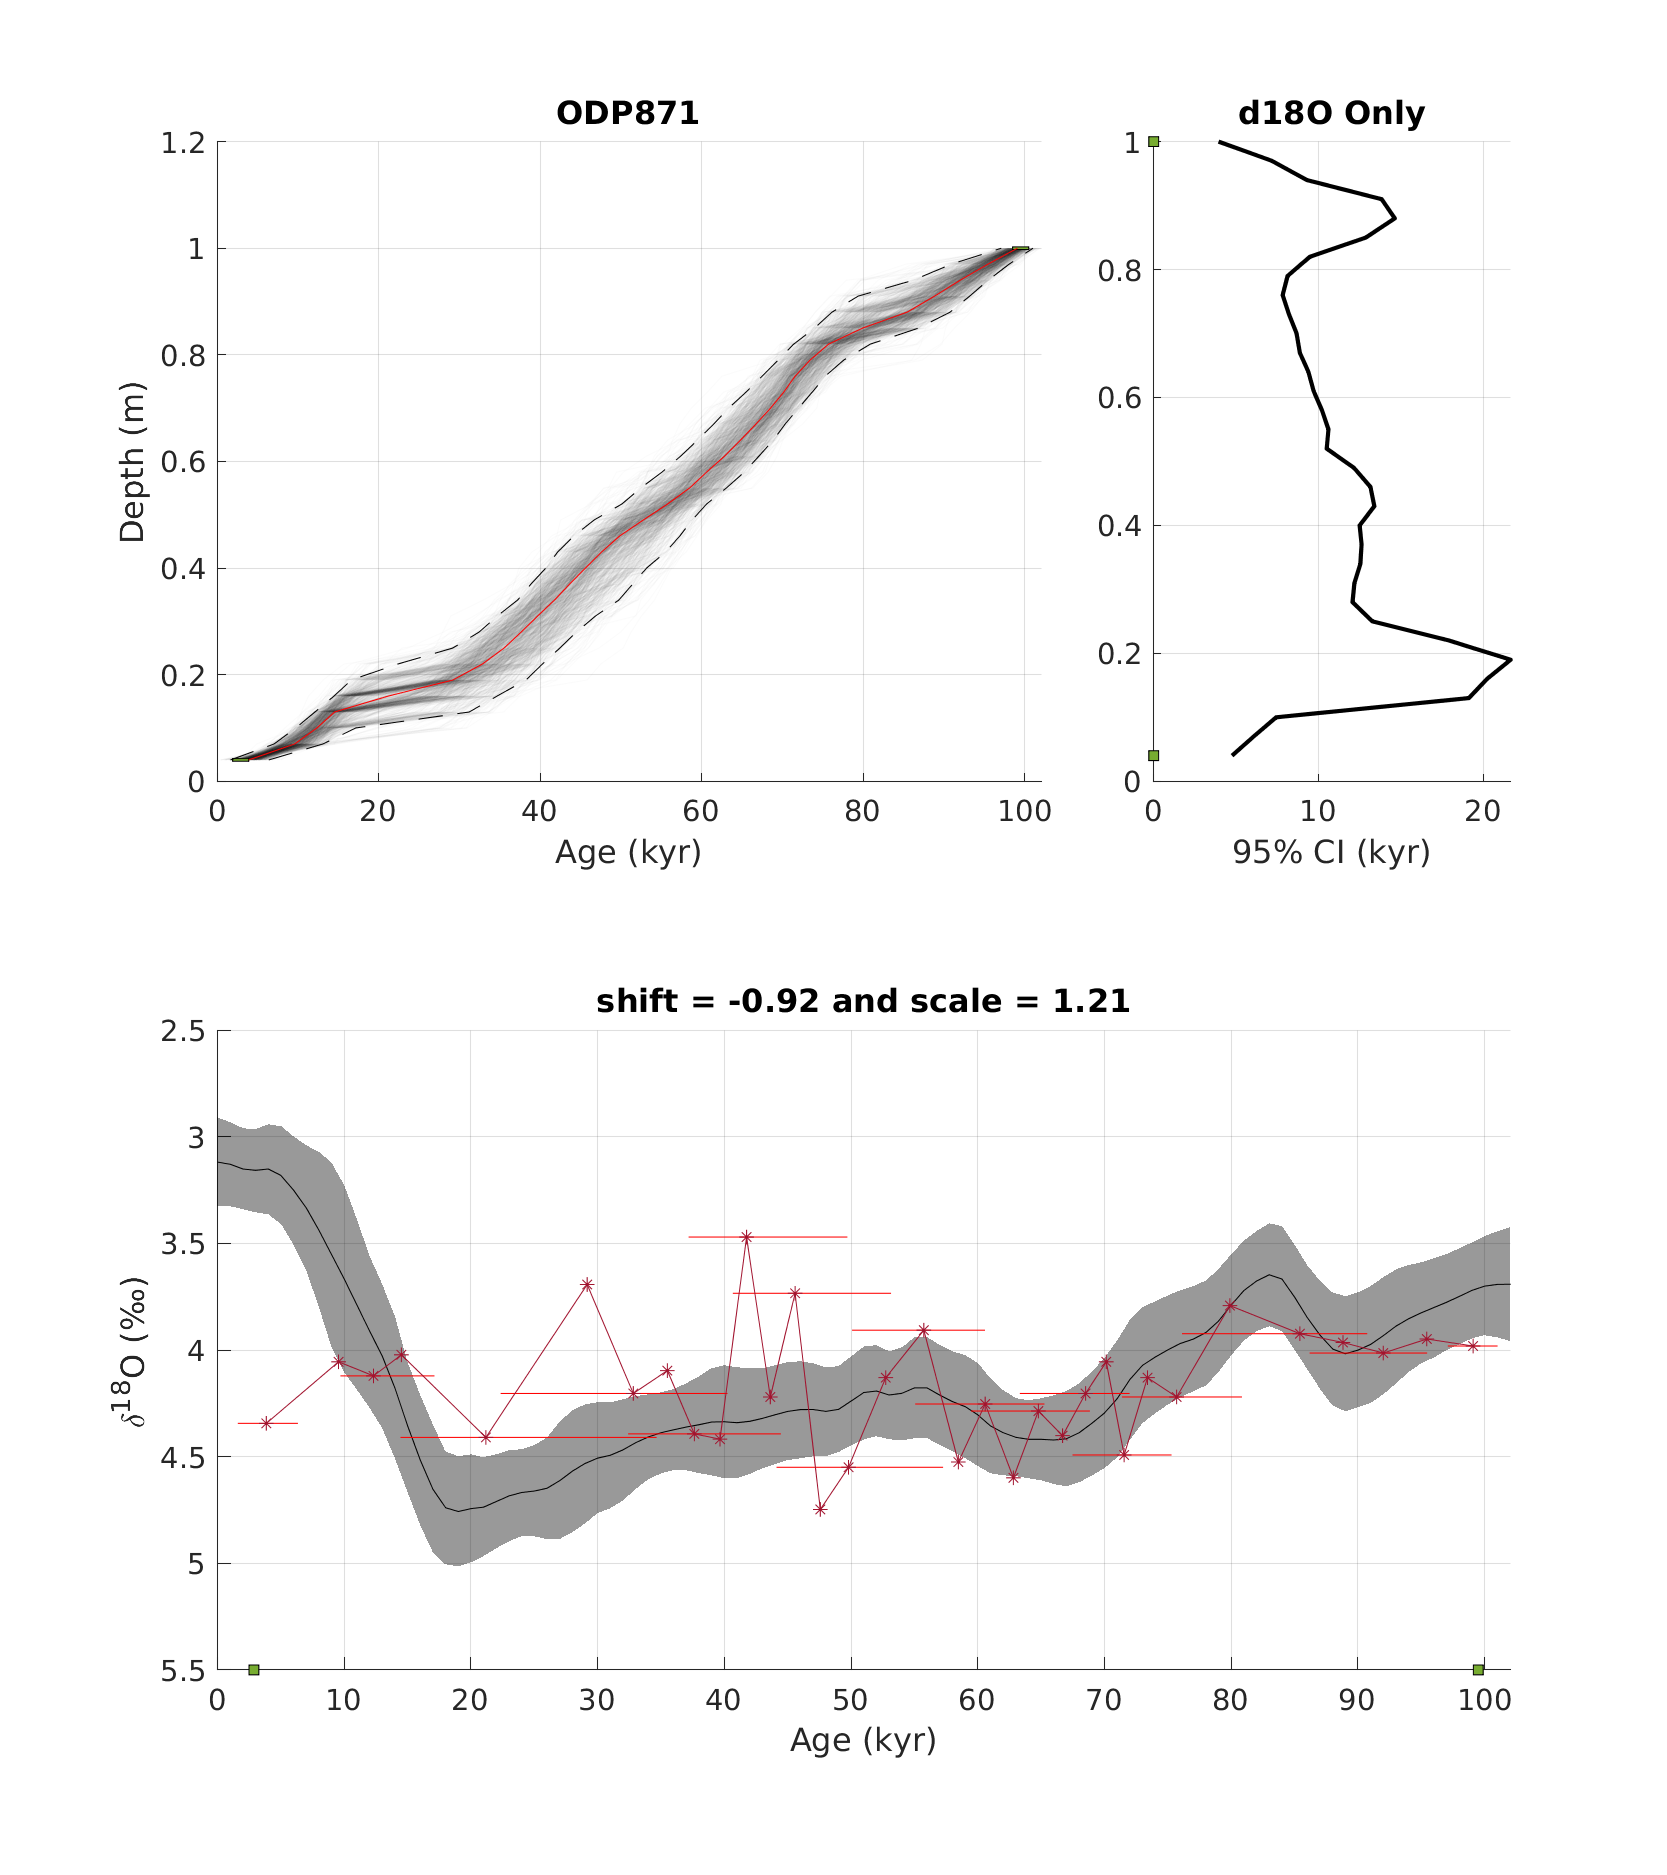 ODP871
d18O Only
1.2
1
0.8
0.6
0.4
0.2
0
Depth (m)
0 20 40 60 80 100
Age (kyr)
1
0.8
0.6
0.4
0.2
0
0 10 20
95% CI (kyr)
shift = -0.92 and scale = 1.21
2.5
3
3.5
4
4.5
5
5.5
δ¹⁸O (‰)
0 10 20 30 40 50 60 70 80 90 100
Age (kyr)